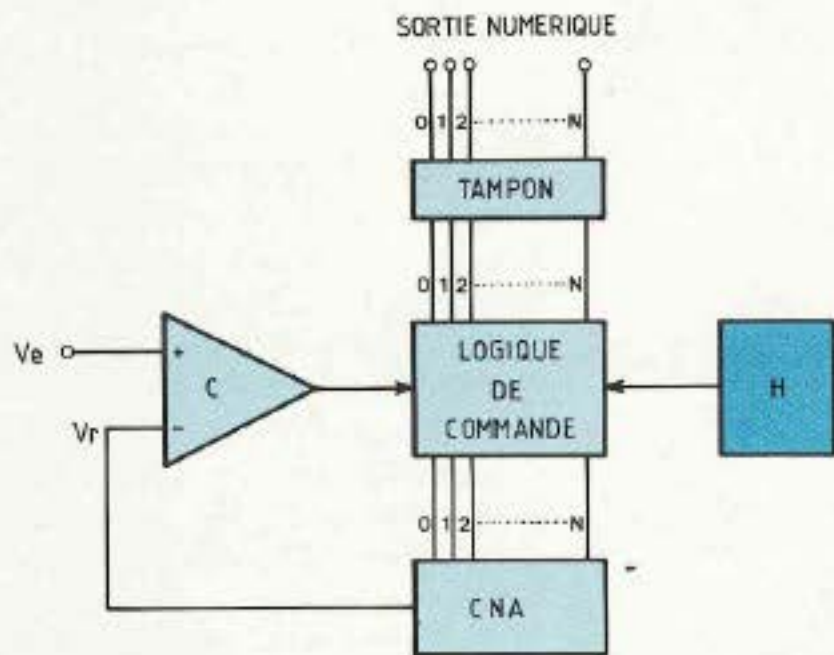 SORTIE NUMERIQUE
0 1 2 ........... N
TAMPON
0 1 2 ........... N
Ve
+
C
LOGIQUE
DE
COMMANDE
H
Vr
-
0 1 2 ........... N
CNA